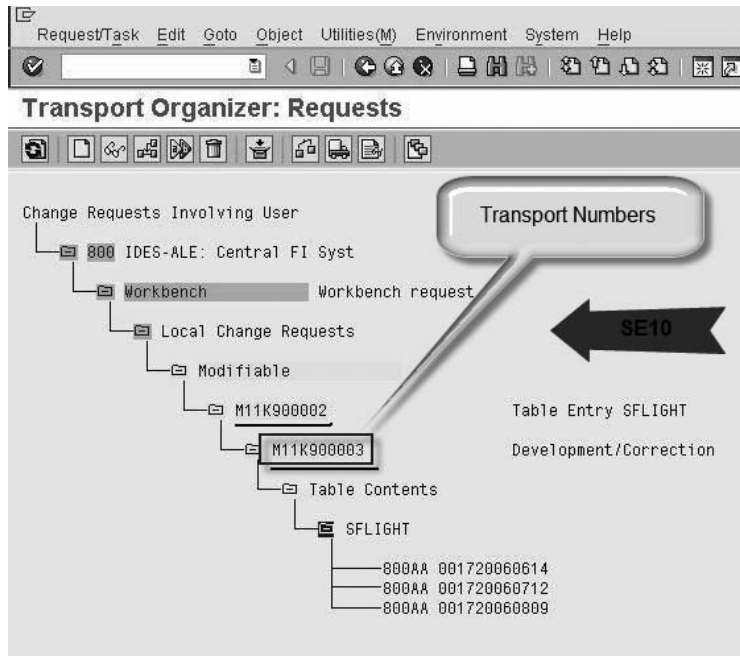 Request/Task Edit Goto Object Utilities(M) Environment System Help
Transport Organizer: Requests
Transport Numbers
Change Requests Involving User
800 IDES-ALE: Central FI Syst
Workbench Workbench request
Local Change Requests
SE10
Modifiable
M11K900002 Table Entry SFLIGHT
M11K900003 Development/Correction
Table Contents
SFLIGHT
800AA 001720060614
800AA 001720060712
800AA 001720060809